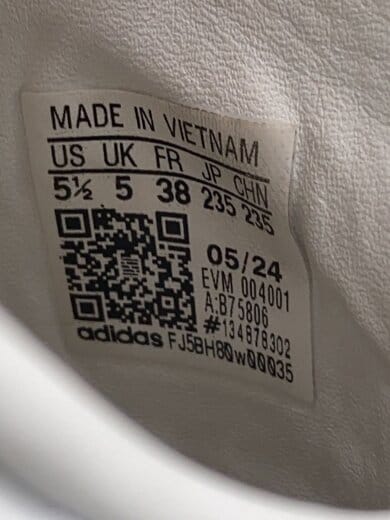 MADE IN VIETNAM
US UK FR JP CHN
5½ 5 38 235 235
05/24
EVM 004001
A:B75806
#134878302
adidas FJ5BH80w00035